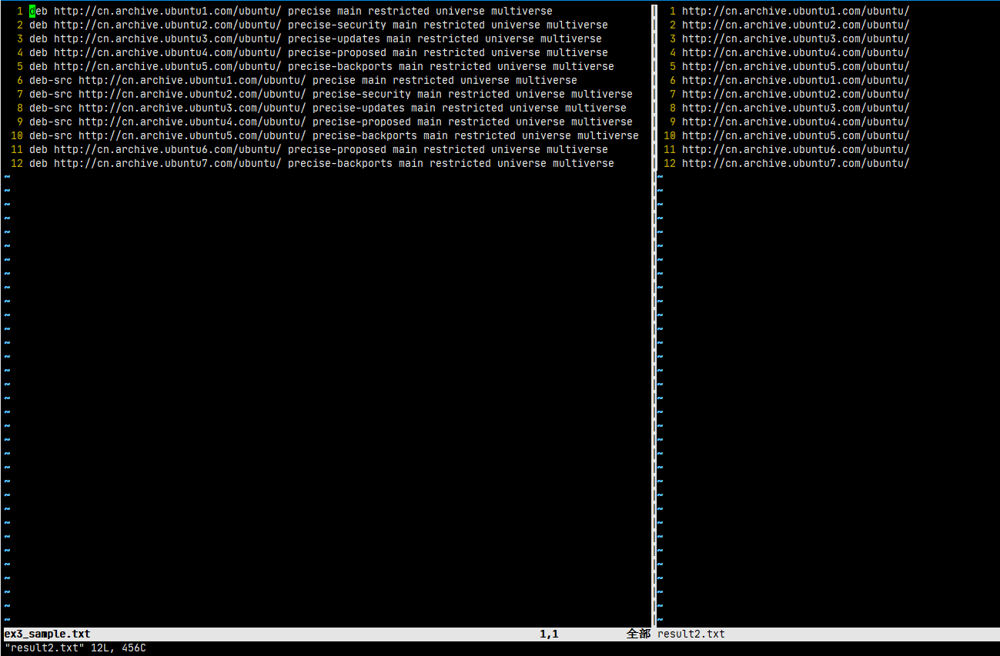 1 deb http://cn.archive.ubuntu1.com/ubuntu/ precise main restricted universe multiverse
2 deb http://cn.archive.ubuntu2.com/ubuntu/ precise-security main restricted universe multiverse
3 deb http://cn.archive.ubuntu3.com/ubuntu/ precise-updates main restricted universe multiverse
4 deb http://cn.archive.ubuntu4.com/ubuntu/ precise-proposed main restricted universe multiverse
5 deb http://cn.archive.ubuntu5.com/ubuntu/ precise-backports main restricted universe multiverse
6 deb-src http://cn.archive.ubuntu1.com/ubuntu/ precise main restricted universe multiverse
7 deb-src http://cn.archive.ubuntu2.com/ubuntu/ precise-security main restricted universe multiverse
8 deb-src http://cn.archive.ubuntu3.com/ubuntu/ precise-updates main restricted universe multiverse
9 deb-src http://cn.archive.ubuntu4.com/ubuntu/ precise-proposed main restricted universe multiverse
10 deb-src http://cn.archive.ubuntu5.com/ubuntu/ precise-backports main restricted universe multiverse
11 deb http://cn.archive.ubuntu6.com/ubuntu/ precise-proposed main restricted universe multiverse
12 deb http://cn.archive.ubuntu7.com/ubuntu/ precise-backports main restricted universe multiverse
ex3_sample.txt 1,1 全部
1 http://cn.archive.ubuntu1.com/ubuntu/
2 http://cn.archive.ubuntu2.com/ubuntu/
3 http://cn.archive.ubuntu3.com/ubuntu/
4 http://cn.archive.ubuntu4.com/ubuntu/
5 http://cn.archive.ubuntu5.com/ubuntu/
6 http://cn.archive.ubuntu1.com/ubuntu/
7 http://cn.archive.ubuntu2.com/ubuntu/
8 http://cn.archive.ubuntu3.com/ubuntu/
9 http://cn.archive.ubuntu4.com/ubuntu/
10 http://cn.archive.ubuntu5.com/ubuntu/
11 http://cn.archive.ubuntu6.com/ubuntu/
12 http://cn.archive.ubuntu7.com/ubuntu/
result2.txt
"result2.txt" 12L, 456C